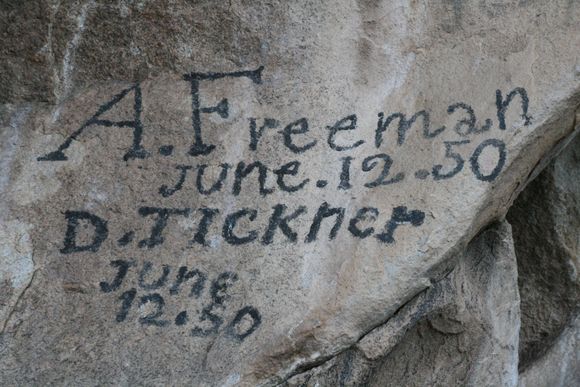 A. Freeman
June. 12. 50
D. TICKner
June
12. 50